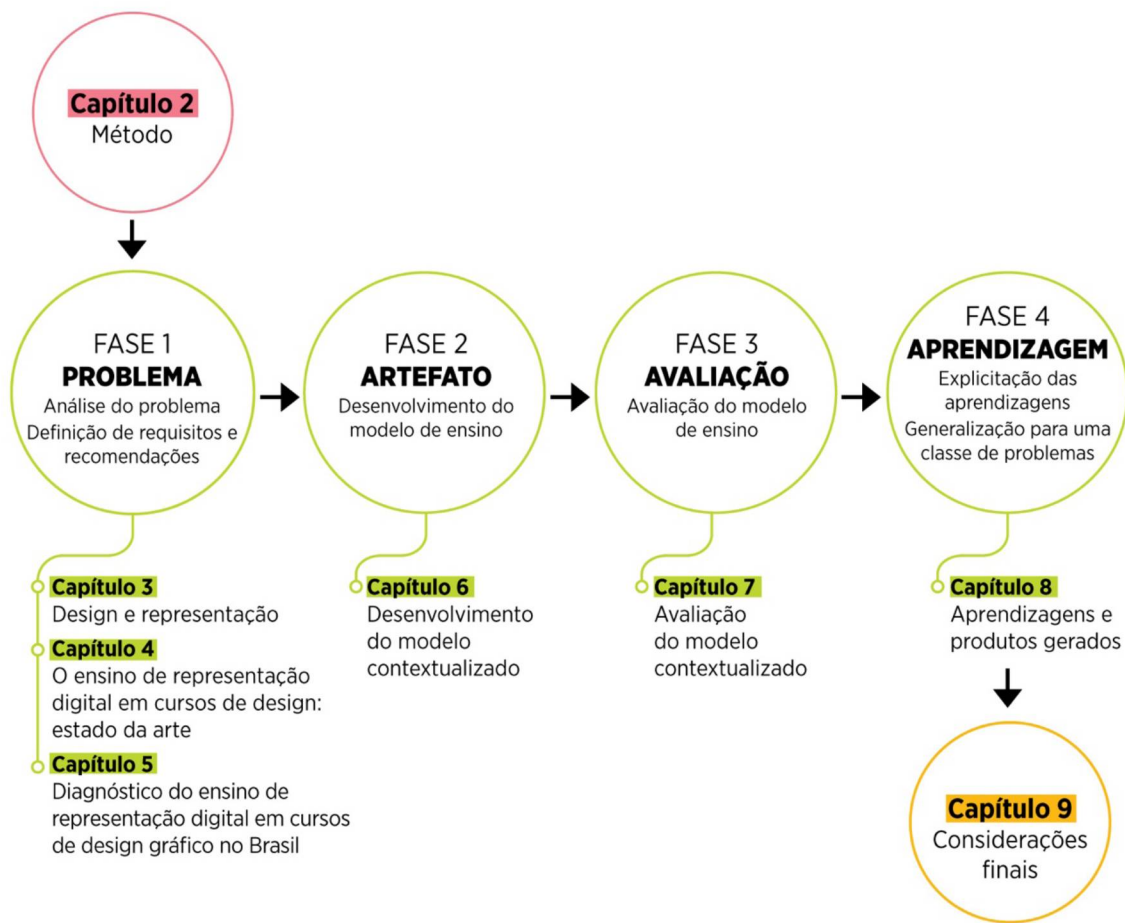 Capítulo 2
Método
FASE 1
PROBLEMA
Análise do problema
Definição de requisitos e
recomendações
FASE 2
ARTEFATO
Desenvolvimento do
modelo de ensino
FASE 3
AVALIAÇÃO
Avaliação do modelo
de ensino
FASE 4
APRENDIZAGEM
Explicitação das
aprendizagens
Generalização para uma
classe de problemas
Capítulo 3
Design e representação
Capítulo 4
O ensino de representação
digital em cursos de design:
estado da arte
Capítulo 5
Diagnóstico do ensino de
representação digital em cursos
de design gráfico no Brasil
Capítulo 6
Desenvolvimento
do modelo
contextualizado
Capítulo 7
Avaliação
do modelo
contextualizado
Capítulo 8
Aprendizagens e
produtos gerados
Capítulo 9
Considerações
finais